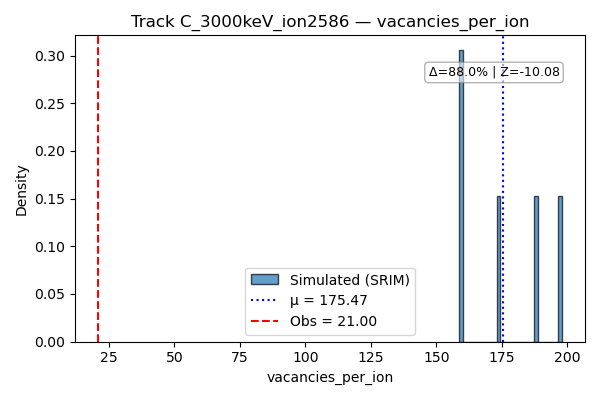 Track C_3000keV_ion2586 — vacancies_per_ion
Density
0.30
0.25
0.20
0.15
0.10
0.05
0.00
Δ=88.0% | Z=-10.08
Simulated (SRIM)
μ = 175.47
Obs = 21.00
25 50 75 100 125 150 175 200
vacancies_per_ion